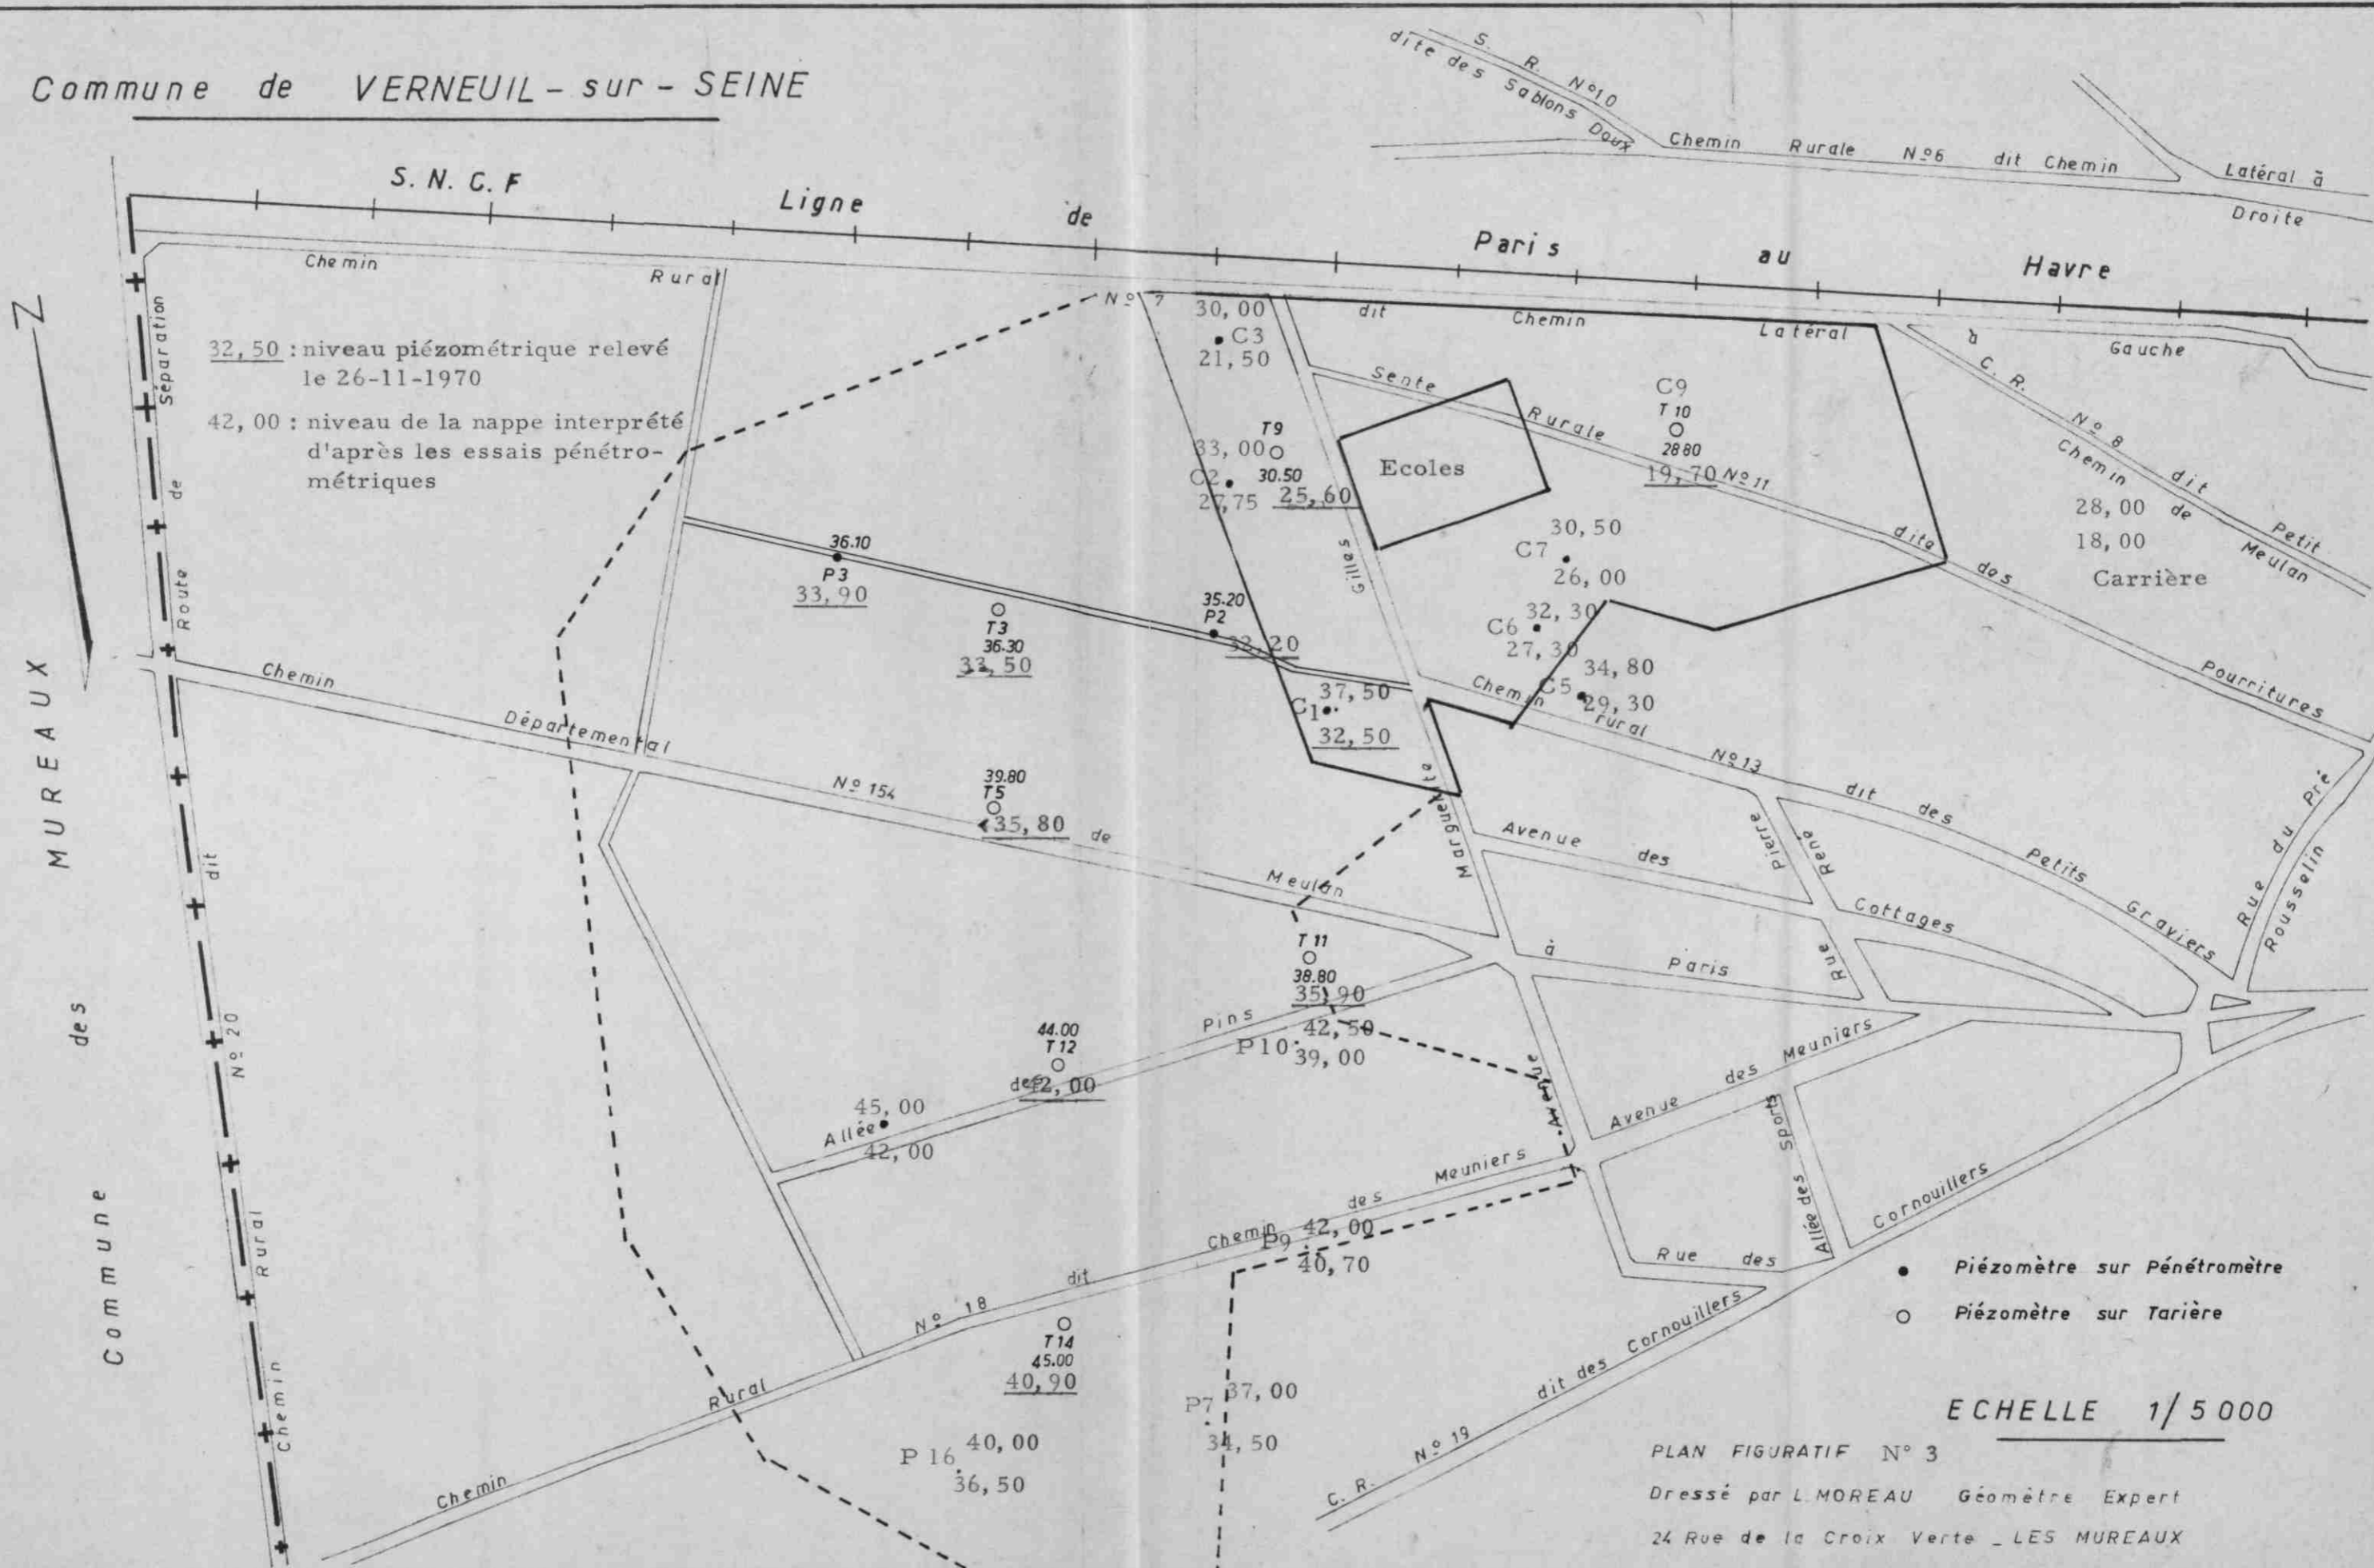 Commune de VERNEUIL - sur - SEINE
S. R. N°10
dite des Sablons Doux
Chemin Rurale N°6 dit Chemin Latéral à Droite
S. N. C. F Ligne de Paris au Havre
Chemin Rural N° 7 dit Chemin Latéral à Gauche
N
32,50 : niveau piézométrique relevé
le 26-11-1970
42,00 : niveau de la nappe interprété
d'après les essais pénétro-
métriques
30,00
C3
21,50
T9
33,00
C2
30.50
27,75
25,60
Ecoles
Sente Rurale N°11 dite des Pourritures
C9
T 10
28 80
19,70
C. R. N° 8 dit
Chemin de Petit Meulan
28,00
18,00
Carrière
30,50
C7
26,00
32,30
C6
27,30
34,80
C5
29,30
36.10
P3
33,90
T3
36.30
33,50
35.20
P2
33,20
37,50
C1
32,50
Chemin Départemental N° 154 de Meulan à Paris
39.80
T5
35,80
Chemin rural N°13 dit des Petits Graviers
Avenue Marguerite Gilles
Avenue des Cottages
Rue Pierre René
Rue du Pré Rousselin
T 11
38.80
35,90
42,50
P10
39,00
44.00
T12
42,00
45,00
42,00
Allée des Pins
Avenue des Meuniers
Allée des Sports
Rue des Cornouillers
Chemin Rural N° 18 dit Chemin des Meuniers
P9
42,00
40,70
T14
45.00
40,90
P7
37,00
34,50
P 16
40,00
36,50
C. R. N° 19 dit des Cornouillers
Séparation de Route dit N° 20 Rural Chemin
Commune des MUREAUX
Piézomètre sur Pénétromètre
Piézomètre sur Tarière
ECHELLE 1/5 000
PLAN FIGURATIF N° 3
Dressé par L. MOREAU Géomètre Expert
24 Rue de la Croix Verte _ LES MUREAUX